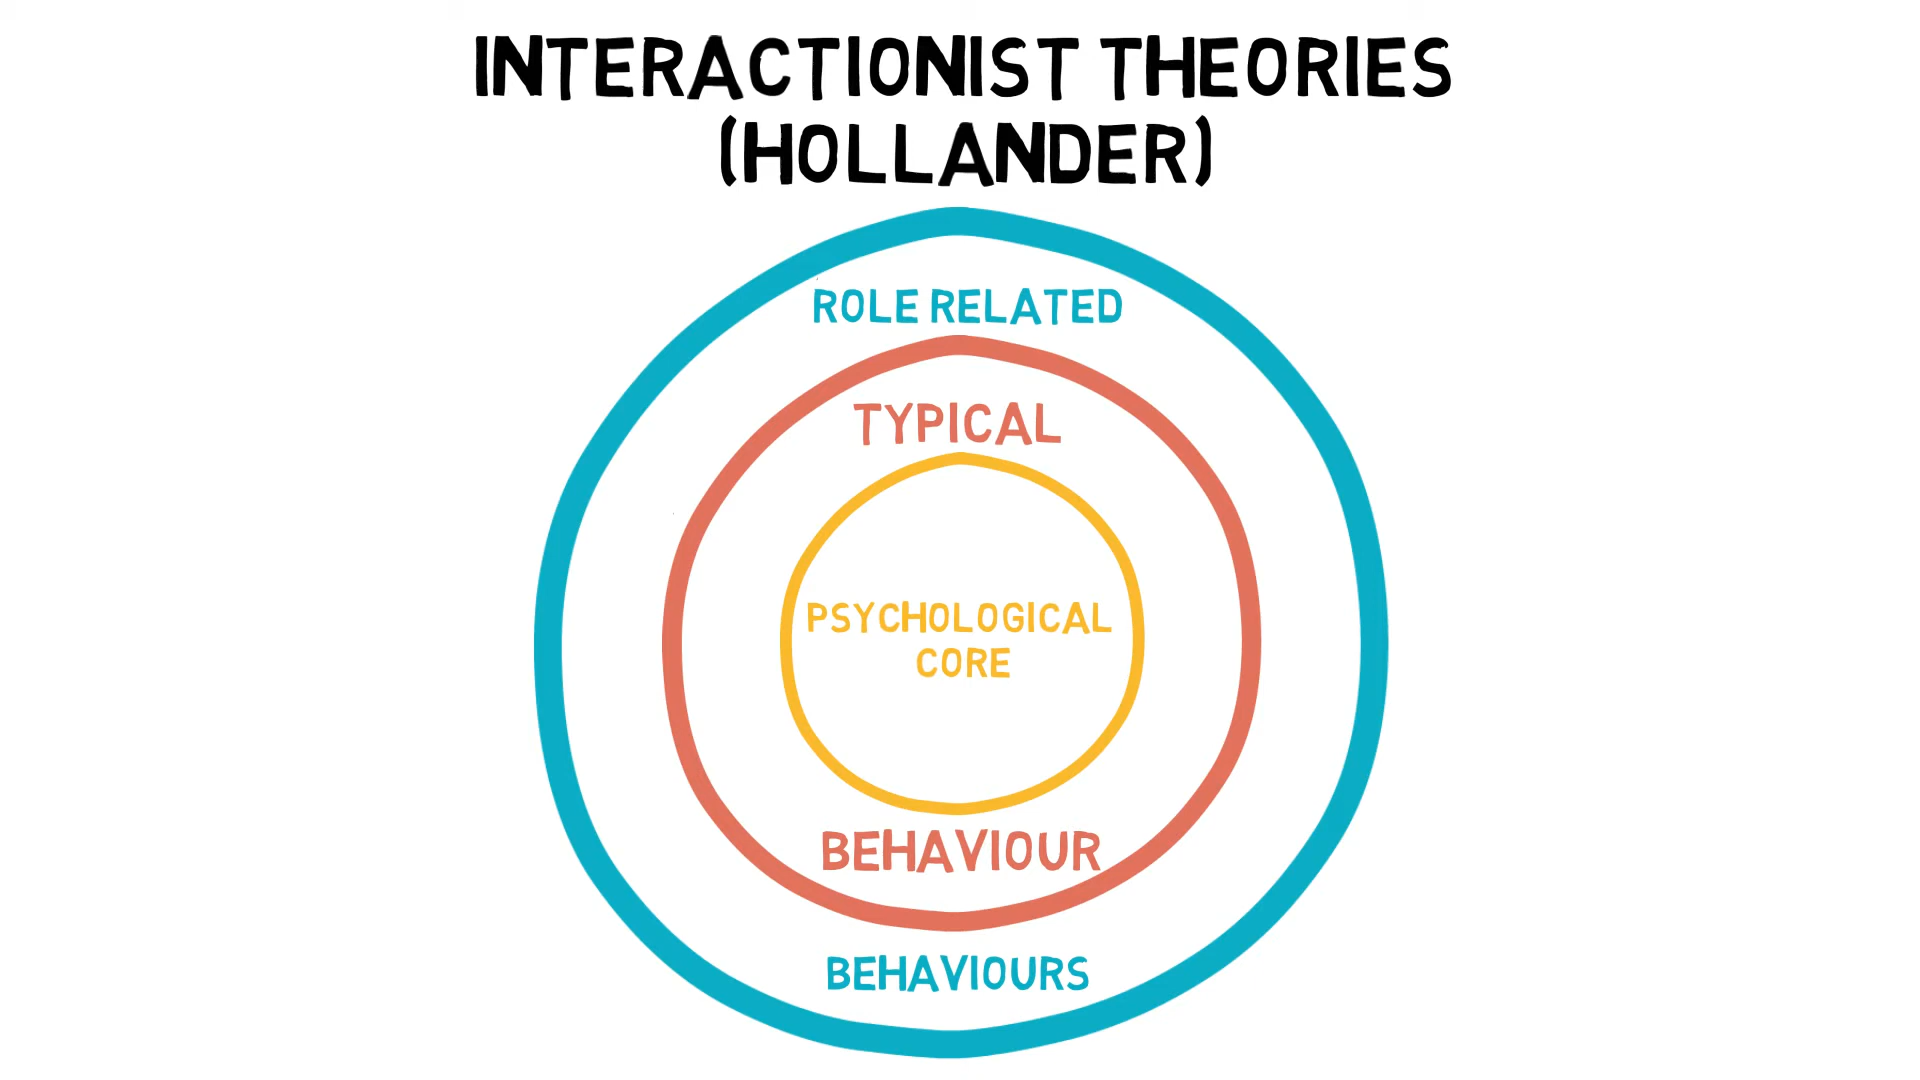 INTERACTIONIST THEORIES
(HOLLANDER)
ROLE RELATED
TYPICAL
PSYCHOLOGICAL
CORE
BEHAVIOUR
BEHAVIOURS